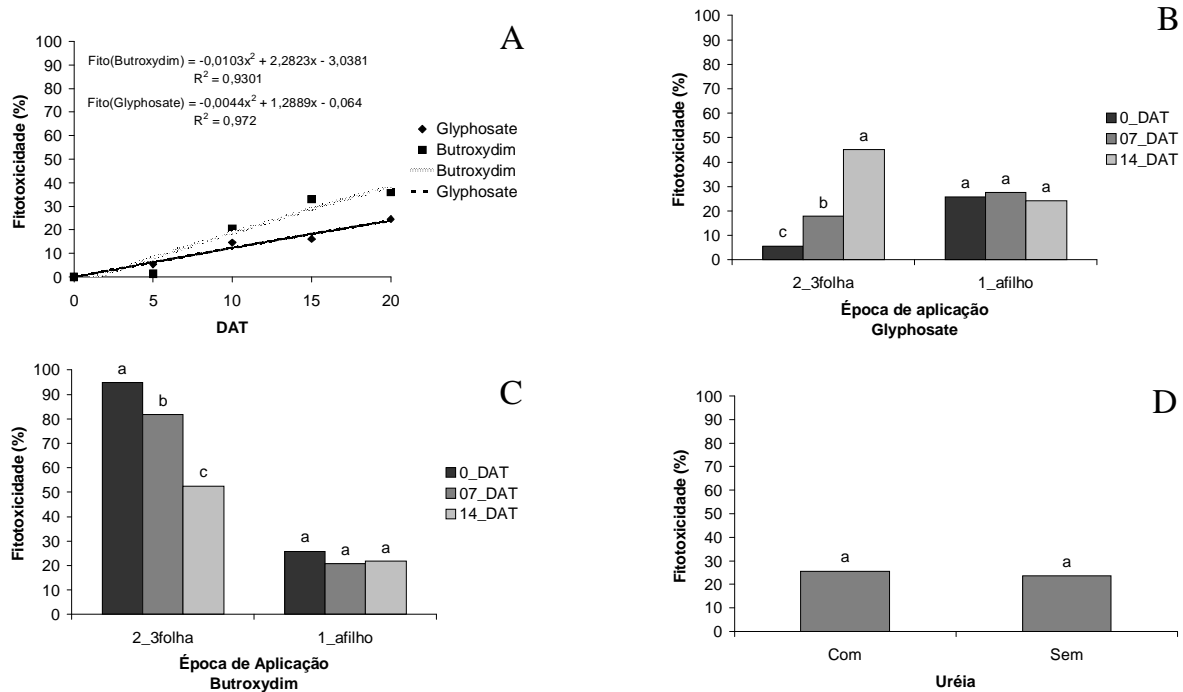 A
100
90
80
70
60
50
40
30
20
10
0
Fitotoxicidade (%)
Fito(Butroxydim) = -0,0103x² + 2,2823x - 3,0381
R² = 0,9301
Fito(Glyphosate) = -0,0044x² + 1,2889x - 0,064
R² = 0,972
Glyphosate
Butroxydim
Butroxydim
Glyphosate
0 5 10 15 20
DAT
B
100
90
80
70
60
50
40
30
20
10
0
Fitotoxicidade (%)
c b a a a a
0_DAT
07_DAT
14_DAT
2_3folha 1_afilho
Época de aplicação
Glyphosate
C
100
90
80
70
60
50
40
30
20
10
0
Fitotoxicidade (%)
a b c a a a
0_DAT
07_DAT
14_DAT
2_3folha 1_afilho
Época de Aplicação
Butroxydim
D
100
90
80
70
60
50
40
30
20
10
0
Fitotoxicidade (%)
a a
Com Sem
Uréia